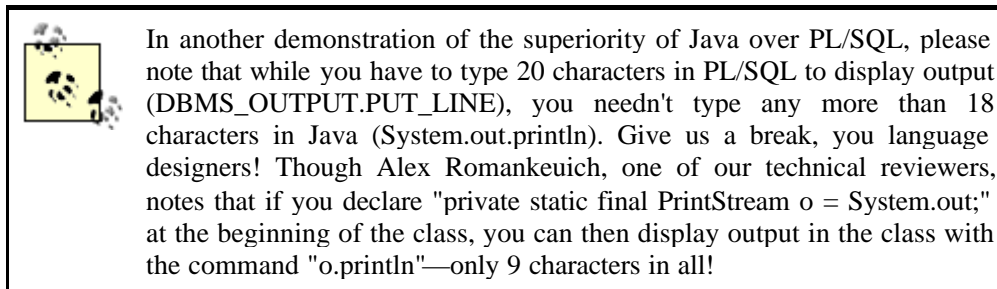 In another demonstration of the superiority of Java over PL/SQL, please
note that while you have to type 20 characters in PL/SQL to display output
(DBMS_OUTPUT.PUT_LINE), you needn't type any more than 18
characters in Java (System.out.println). Give us a break, you language
designers! Though Alex Romankeuich, one of our technical reviewers,
notes that if you declare "private static final PrintStream o = System.out;"
at the beginning of the class, you can then display output in the class with
the command "o.println"—only 9 characters in all!